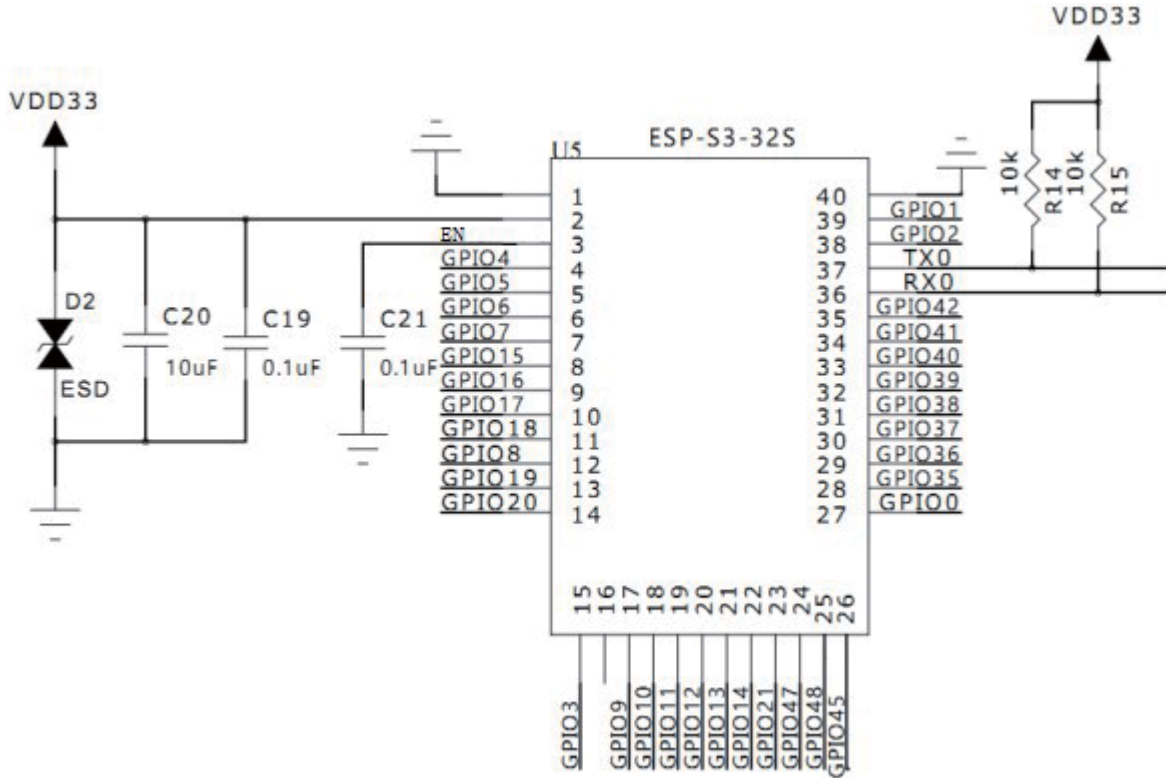 VDD33
VDD33
ESP-S3-32S
U5
10k
R14
10k
R15
1
40
GPIO1
2
39
GPIO2
EN
3
38
TX0
GPIO4
4
37
RX0
GPIO5
5
36
GPIO42
GPIO6
6
35
GPIO41
GPIO7
7
34
GPIO40
GPIO15
8
33
GPIO39
GPIO16
9
32
GPIO38
GPIO17
10
31
GPIO37
GPIO18
11
30
GPIO36
GPIO8
12
29
GPIO35
GPIO19
13
28
GPIO0
GPIO20
14
27
D2
ESD
C20
10uF
C19
0.1uF
C21
0.1uF
15
16
17
18
19
20
21
22
23
24
25
26
GPIO3
GPIO9
GPIO10
GPIO11
GPIO12
GPIO13
GPIO14
GPIO21
GPIO47
GPIO48
GPIO45